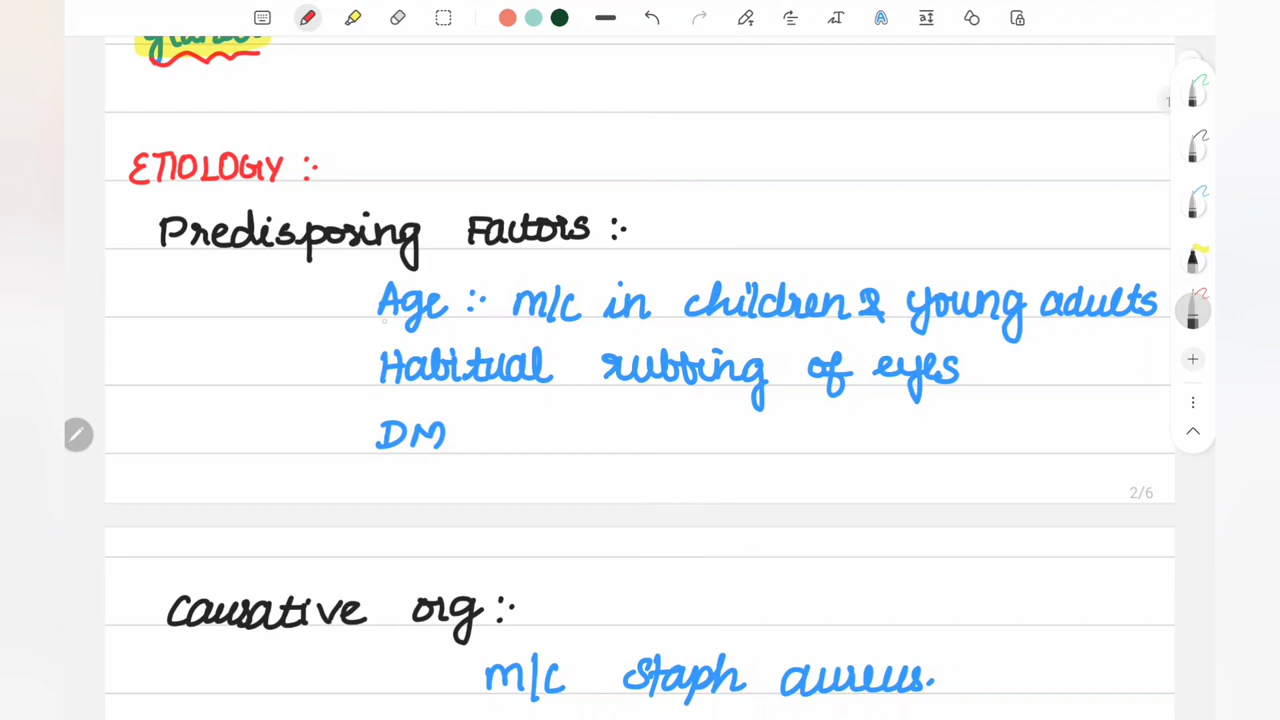 glands.
ETIOLOGY :-
Predisposing Factors :-
Age :- m/c in children & young adults
Habitual rubbing of eyes
DM
2/6
Causative org :-
m/c staph aureus.